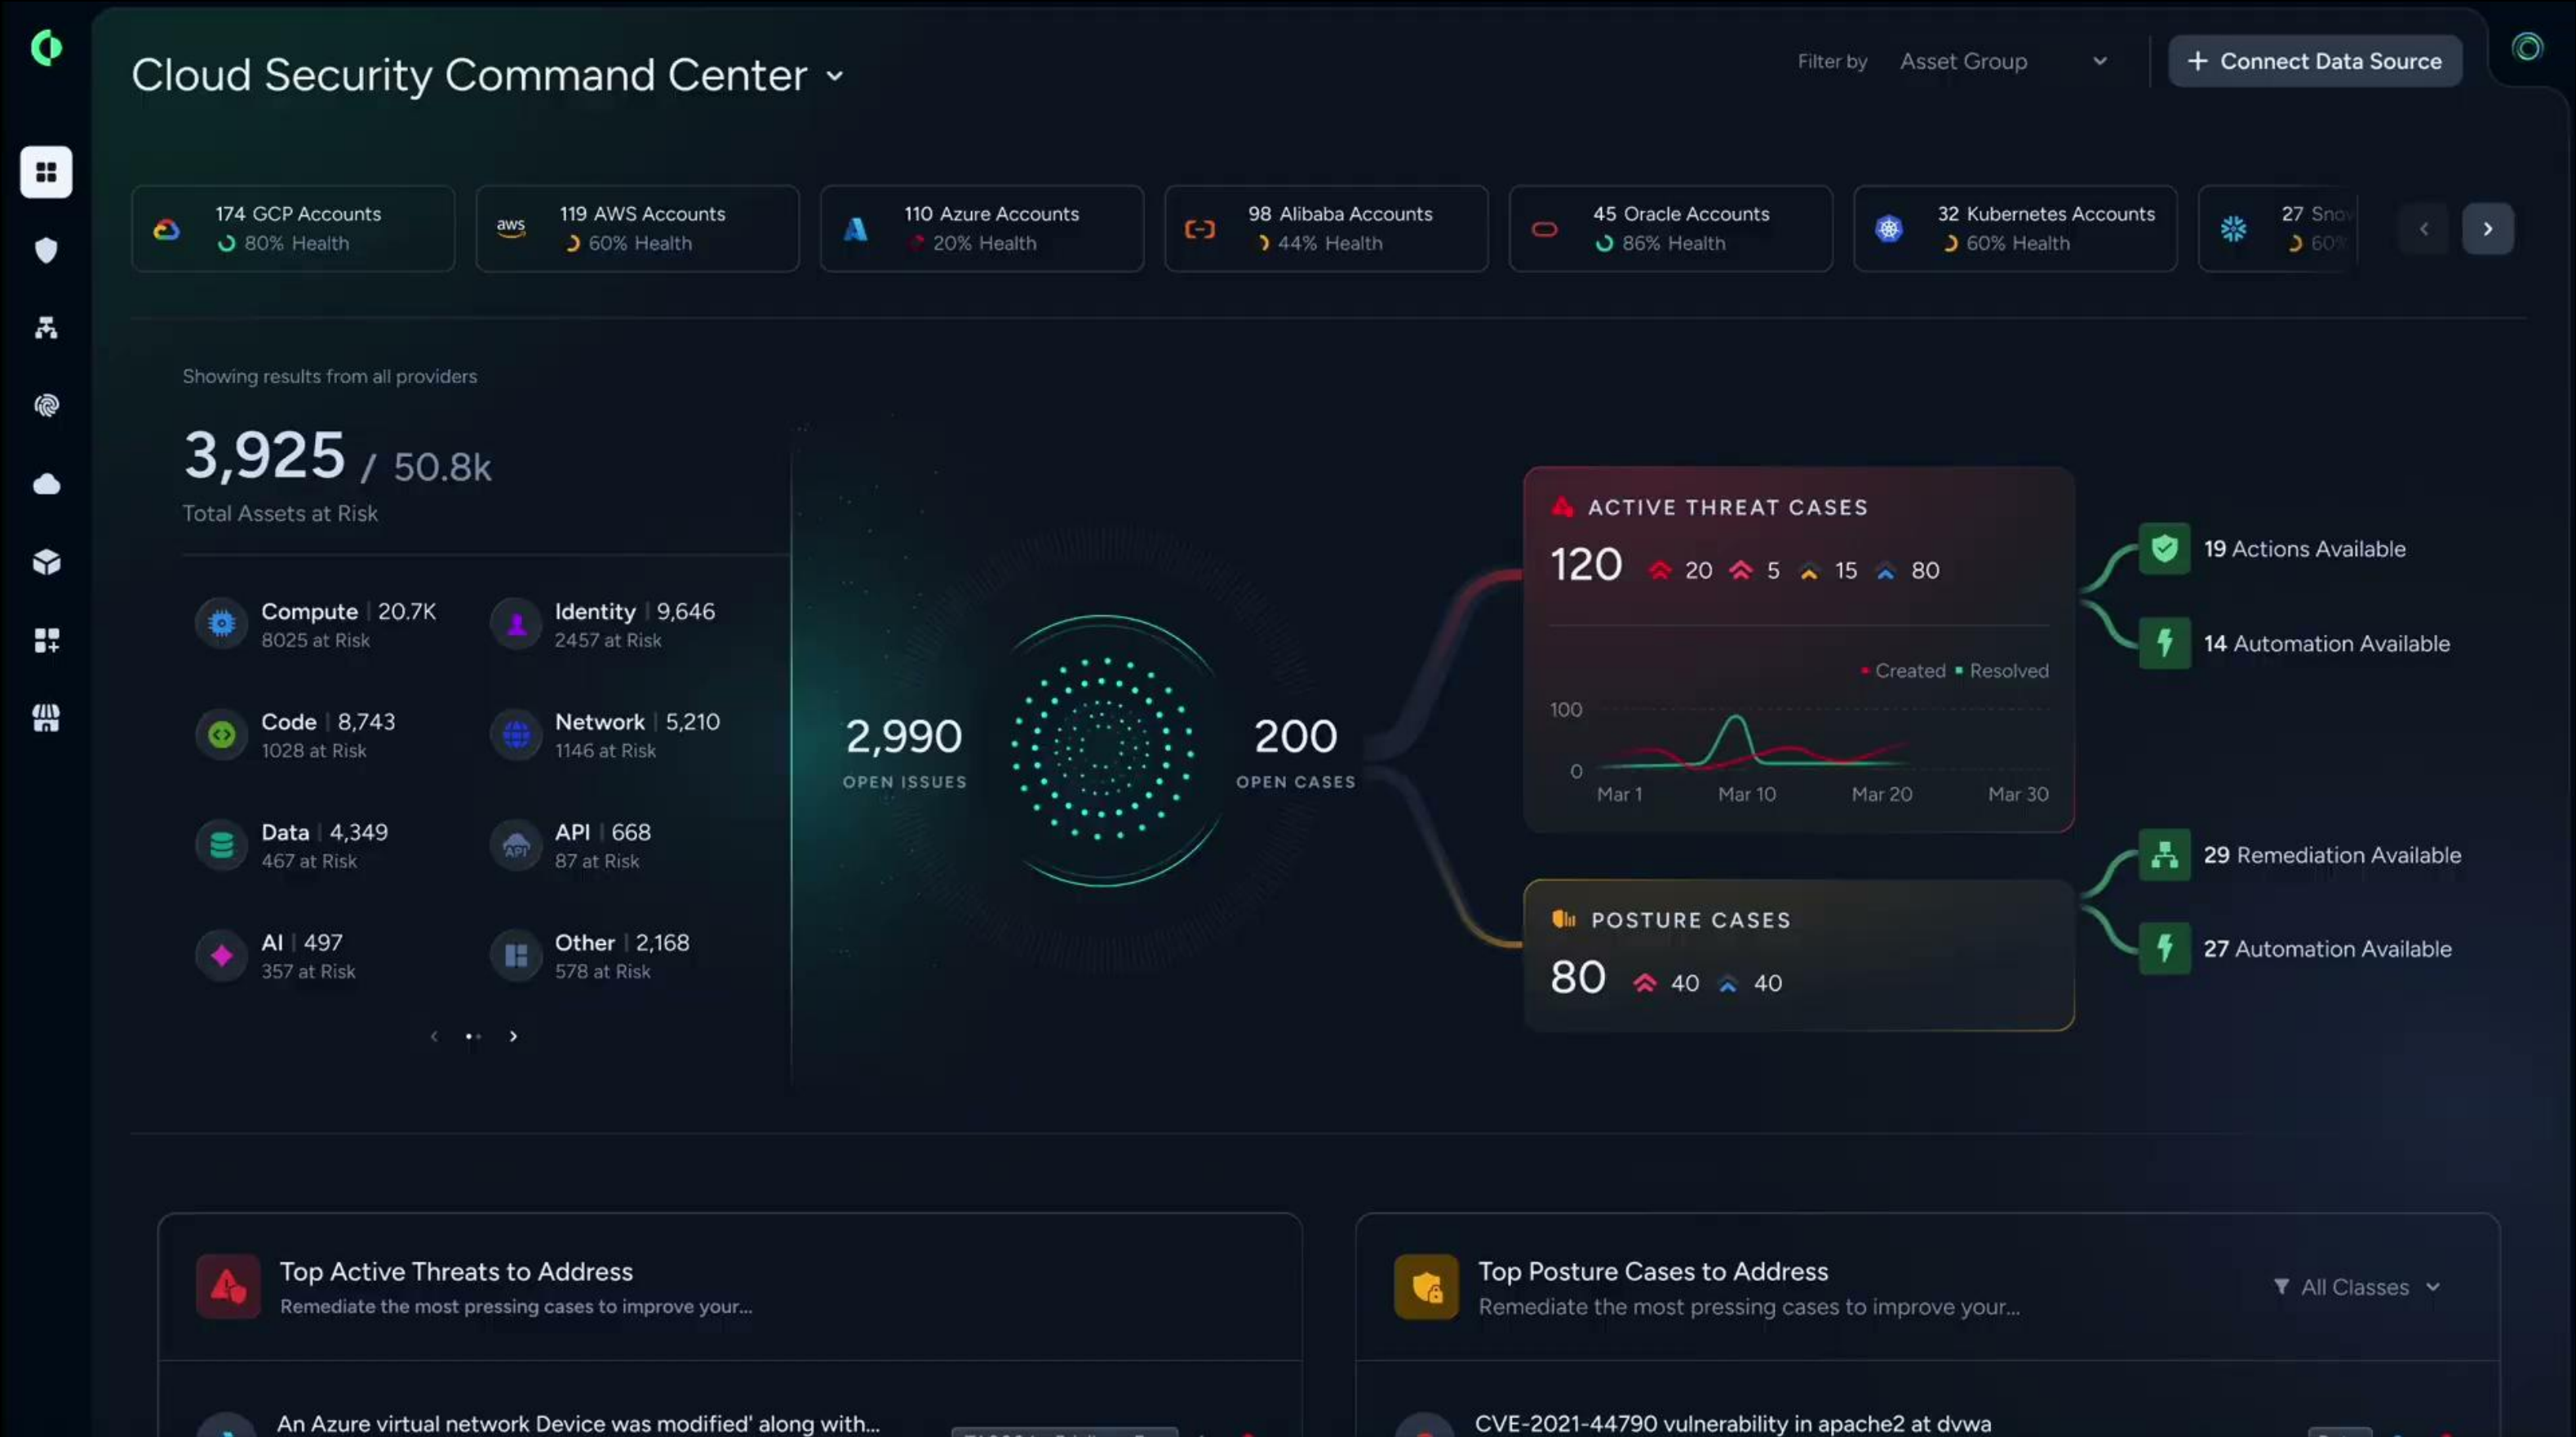 Cloud Security Command Center
Filter by Asset Group
+ Connect Data Source
174 GCP Accounts
80% Health
aws
119 AWS Accounts
60% Health
110 Azure Accounts
20% Health
98 Alibaba Accounts
44% Health
45 Oracle Accounts
86% Health
32 Kubernetes Accounts
60% Health
27
60%
Showing results from all providers
3,925 / 50.8k
Total Assets at Risk
Compute | 20.7K
8025 at Risk
Identity | 9,646
2457 at Risk
Code | 8,743
1028 at Risk
Network | 5,210
1146 at Risk
Data | 4,349
467 at Risk
API
API | 668
87 at Risk
AI | 497
357 at Risk
Other | 2,168
578 at Risk
2,990
OPEN ISSUES
200
OPEN CASES
ACTIVE THREAT CASES
120 20 5 15 80
Created Resolved
100
0
Mar 1 Mar 10 Mar 20 Mar 30
19 Actions Available
14 Automation Available
POSTURE CASES
80 40 40
29 Remediation Available
27 Automation Available
Top Active Threats to Address
Remediate the most pressing cases to improve your...
An Azure virtual network Device was modified' along with...
Top Posture Cases to Address
Remediate the most pressing cases to improve your...
All Classes
CVE-2021-44790 vulnerability in apache2 at dvwa